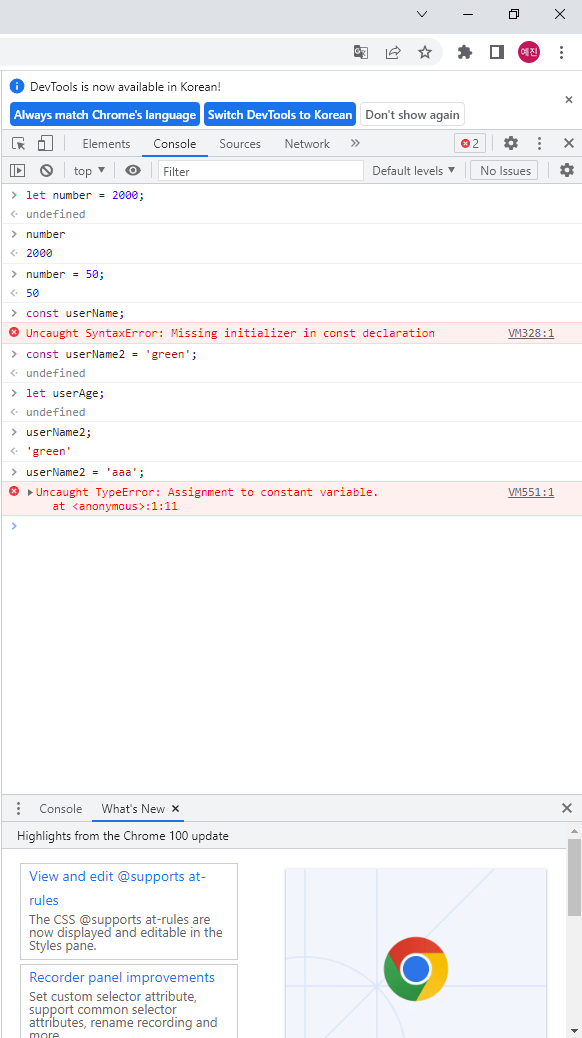 예진
DevTools is now available in Korean!
Always match Chrome's language Switch DevTools to Korean Don't show again
Elements Console Sources Network 2
top Filter Default levels No Issues
let number = 2000;
undefined
number
2000
number = 50;
50
const userName;
Uncaught SyntaxError: Missing initializer in const declaration VM328:1
const userName2 = 'green';
undefined
let userAge;
undefined
userName2;
'green'
userName2 = 'aaa';
Uncaught TypeError: Assignment to constant variable. VM551:1
at <anonymous>:1:11
Console What's New
Highlights from the Chrome 100 update
View and edit @supports at-
rules
The CSS @supports at-rules are
now displayed and editable in the
Styles pane.
Recorder panel improvements
Set custom selector attribute,
support common selector
attributes, rename recording and
more